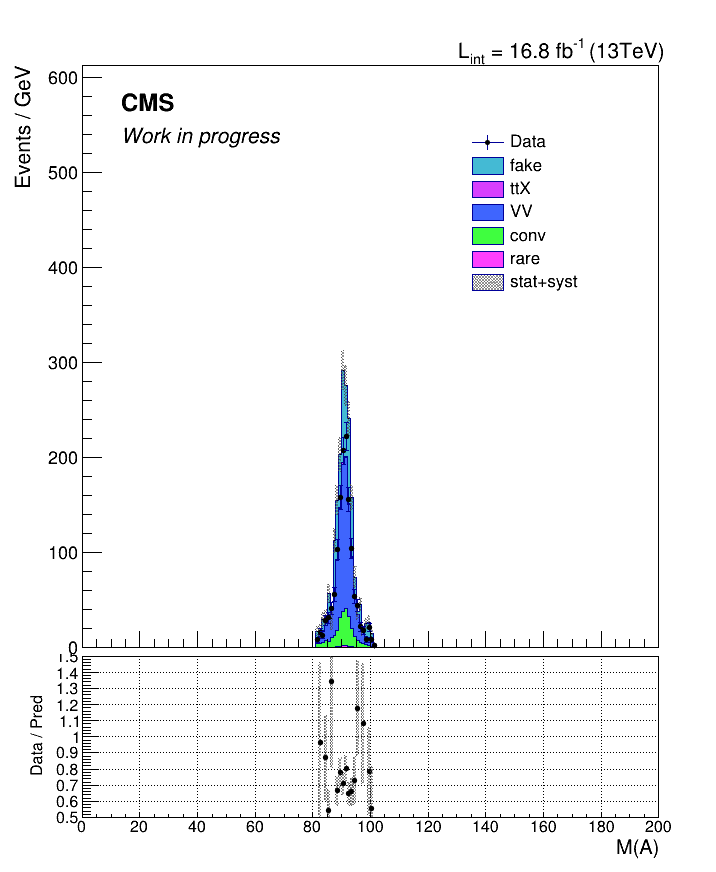 L_int = 16.8 fb^-1 (13TeV)
Events / GeV
600
500
400
300
200
100
0
CMS
Work in progress
Data
fake
ttX
VV
conv
rare
stat+syst
Data / Pred
1.5
1.4
1.3
1.2
1.1
1
0.9
0.8
0.7
0.6
0.5
0 20 40 60 80 100 120 140 160 180 200
M(A)